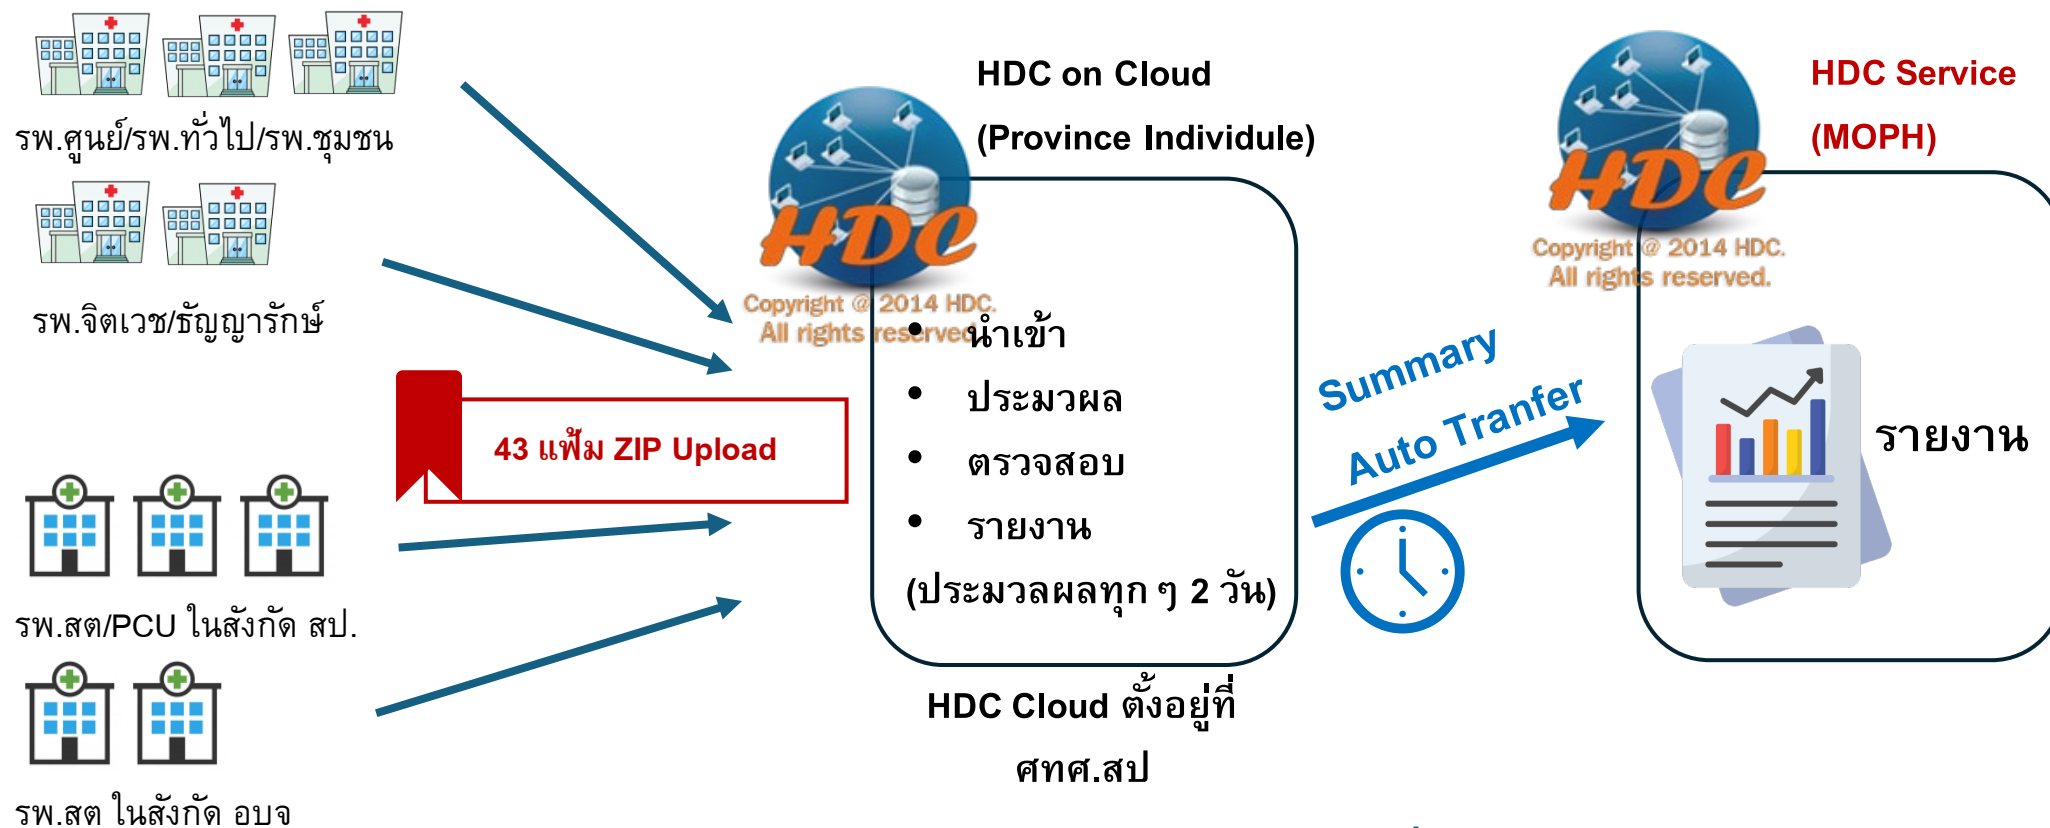 รพ.ศูนย์/รพ.ทั่วไป/รพ.ชุมชน
รพ.จิตเวช/ธัญญารักษ์
43 แฟ้ม ZIP Upload
รพ.สต/PCU ในสังกัด สป.
รพ.สต ในสังกัด อบจ
HDC on Cloud
(Province Individule)
HDC
Copyright @ 2014 HDC.
All rights reserved.
• นำเข้า
• ประมวผล
• ตรวจสอบ
• รายงาน
(ประมวลผลทุก ๆ 2 วัน)
HDC Cloud ตั้งอยู่ที่
ศทศ.สป
Summary
Auto Tranfer
HDC Service
(MOPH)
HDC
Copyright @ 2014 HDC.
All rights reserved.
รายงาน